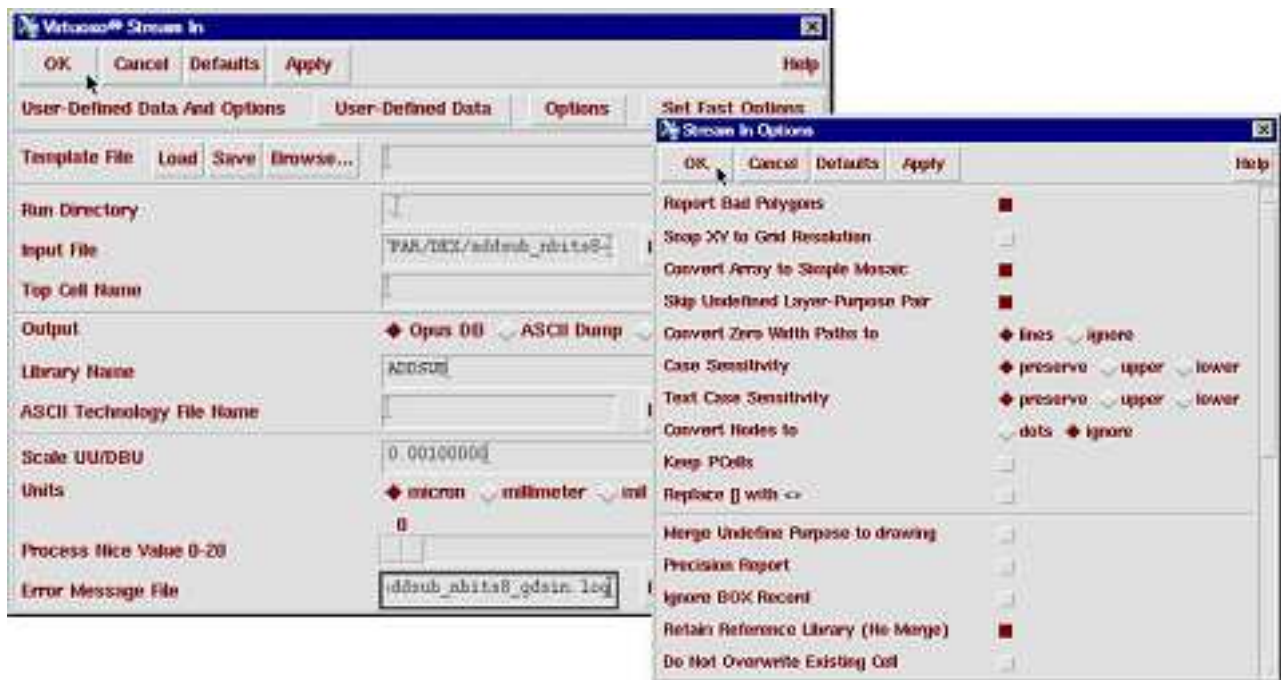 Virtuoso® Stream In
OK Cancel Defaults Apply Help
User-Defined Data And Options User-Defined Data Options Set Fast Options
Template File Load Save Browse...
Run Directory
Input File PAR/DEX/addsub_nbits8-
Top Cell Name
Output Opus DB ASCII Dump
Library Name ADDSUB
ASCII Technology File Name
Scale UU/DBU 0.00100000
Units micron millimeter mil
0
Process Nice Value 0-20
Error Message File ddsub_nbits8_gdsin.log
Stream In Options
OK Cancel Defaults Apply Help
Report Bad Polygons
Snap XY to Grid Resolution
Convert Array to Simple Mosaic
Skip Undefined Layer-Purpose Pair
Convert Zero Width Paths to lines ignore
Case Sensitivity preserve upper lower
Text Case Sensitivity preserve upper lower
Convert Nodes to dots ignore
Keep PCells
Replace [] with <>
Merge Undefine Purpose to drawing
Precision Report
Ignore BOX Record
Retain Reference Library (No Merge)
Do Not Overwrite Existing Cell